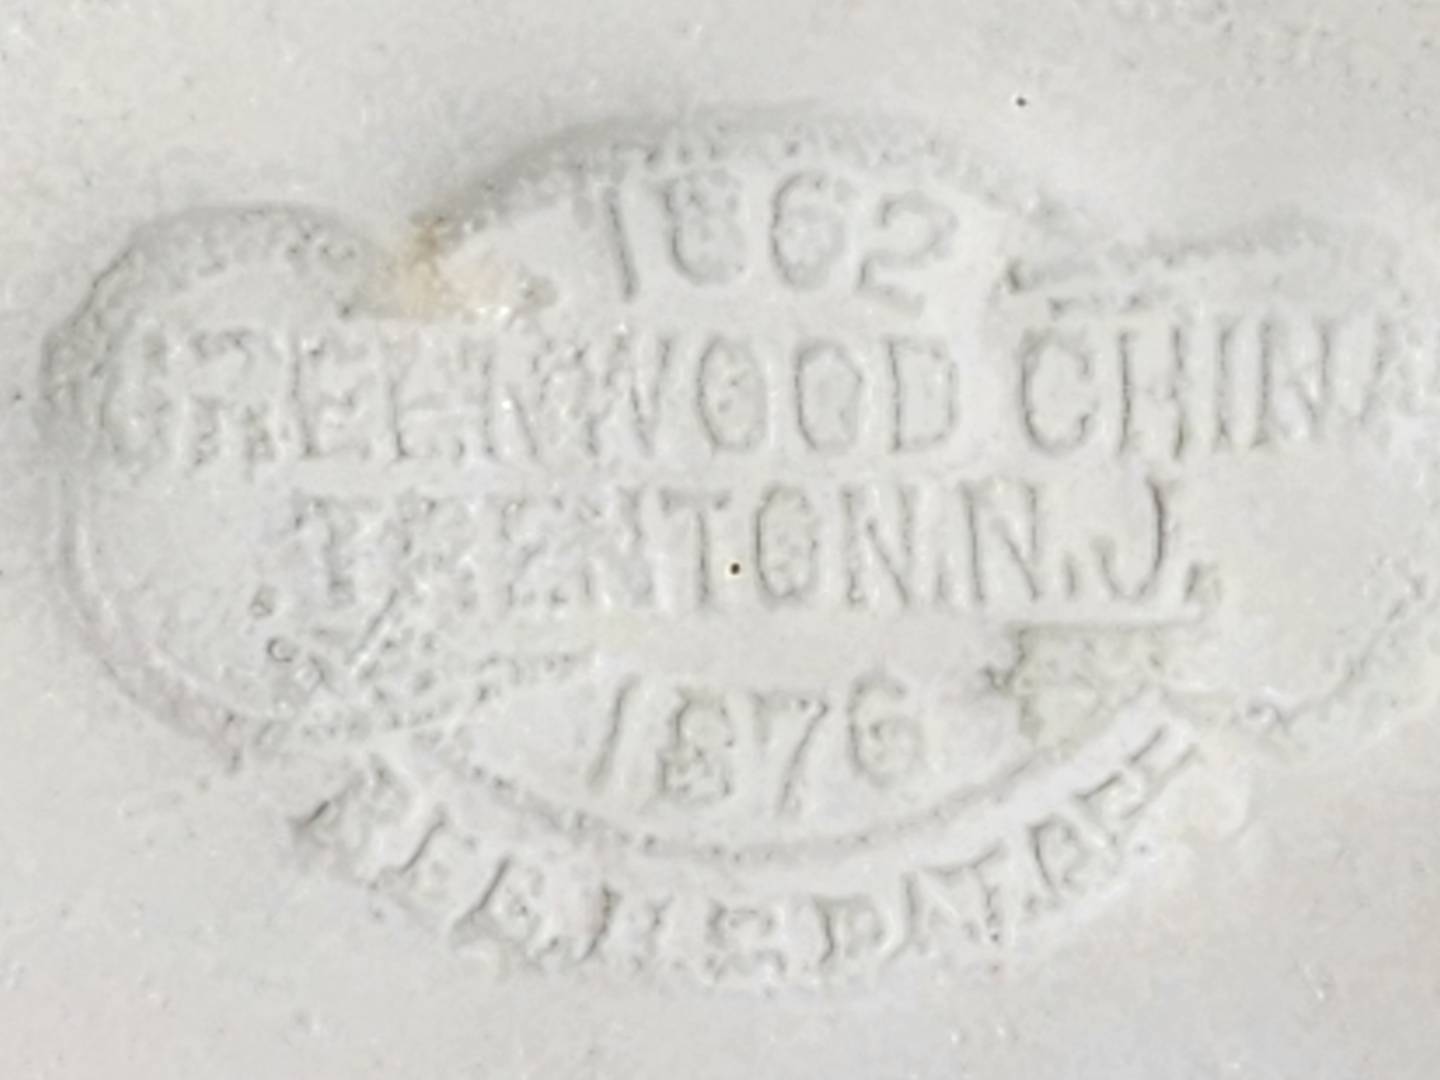 1862
GREENWOOD CHINA
TRENTON.N.J.
1876